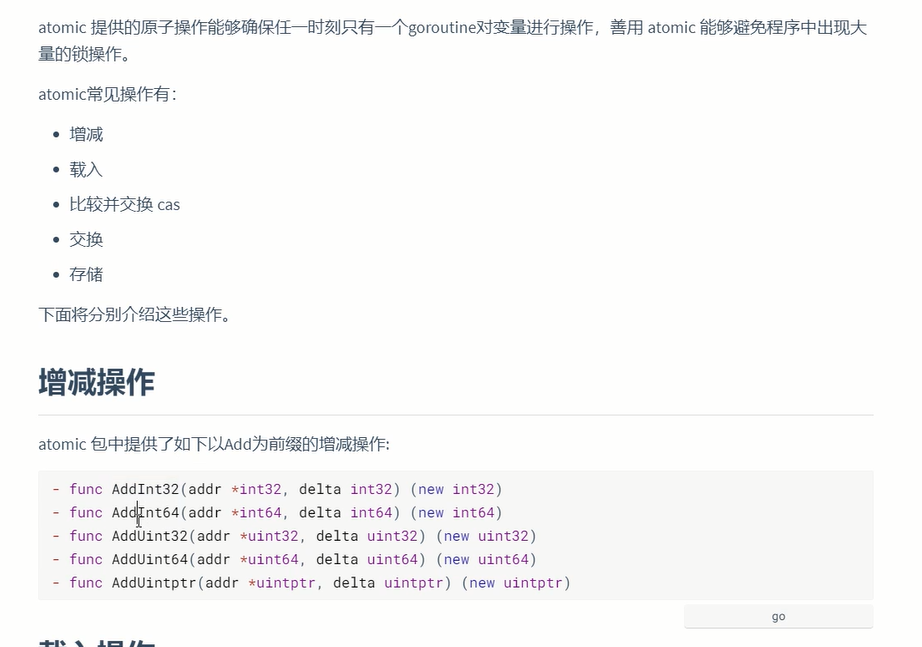 atomic 提供的原子操作能够确保任一时刻只有一个goroutine对变量进行操作，善用 atomic 能够避免程序中出现大
量的锁操作。
atomic常见操作有：
• 增减
• 载入
• 比较并交换 cas
• 交换
• 存储
下面将分别介绍这些操作。
增减操作
atomic 包中提供了如下以Add为前缀的增减操作:
- func AddInt32(addr *int32, delta int32) (new int32)
- func AddInt64(addr *int64, delta int64) (new int64)
- func AddUint32(addr *uint32, delta uint32) (new uint32)
- func AddUint64(addr *uint64, delta uint64) (new uint64)
- func AddUintptr(addr *uintptr, delta uintptr) (new uintptr)
go
载入操作